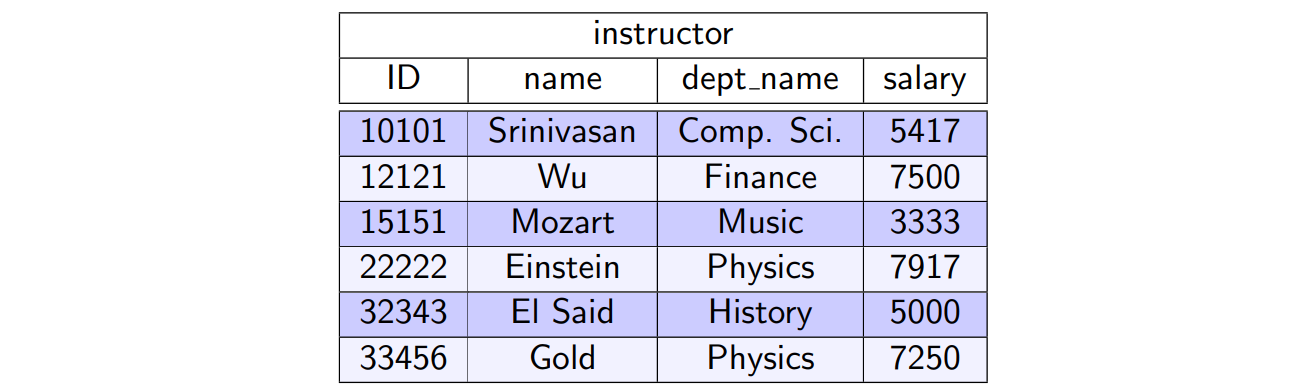 instructor
ID name dept_name salary
10101 Srinivasan Comp. Sci. 5417
12121 Wu Finance 7500
15151 Mozart Music 3333
22222 Einstein Physics 7917
32343 El Said History 5000
33456 Gold Physics 7250